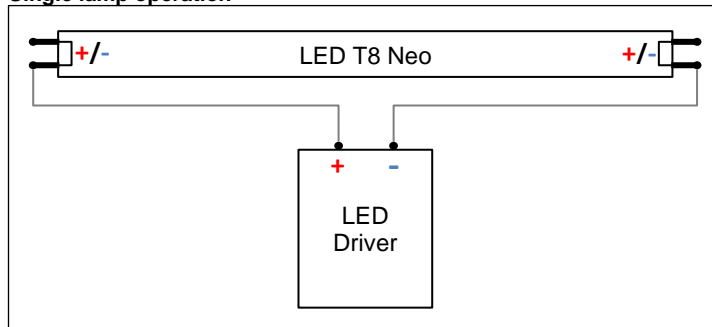 Single lamp operation
+/- LED T8 Neo +/-
+ -
LED
Driver